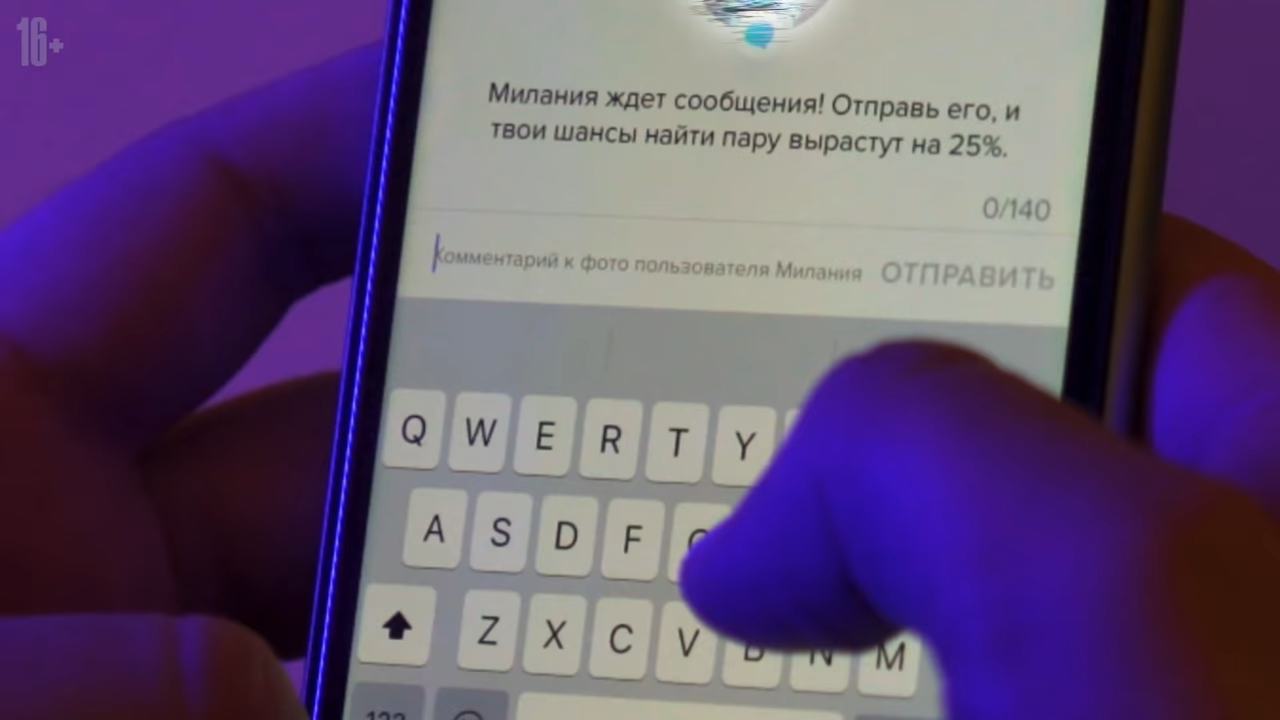 16+
Милания ждет сообщения! Отправь его, и
твои шансы найти пару вырастут на 25%.
0/140
Комментарий к фото пользователя Милания ОТПРАВИТЬ
Q W E R T Y
A S D F
Z X C V B N M
123